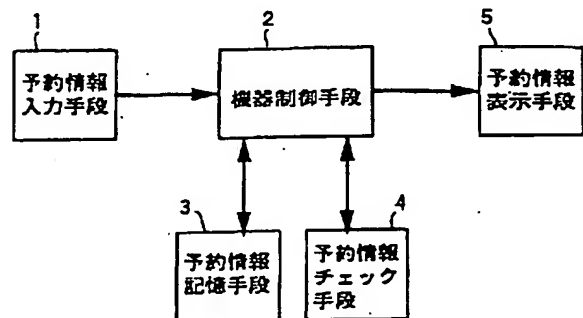 1
予約情報
入力手段
2
機器制御手段
5
予約情報
表示手段
3
予約情報
記憶手段
4
予約情報
チェック
手段